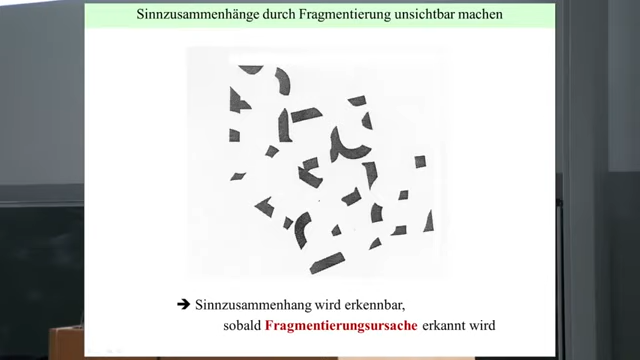 Sinnzusammenhänge durch Fragmentierung unsichtbar machen
➔ Sinnzusammenhang wird erkennbar,
sobald Fragmentierungsursache erkannt wird